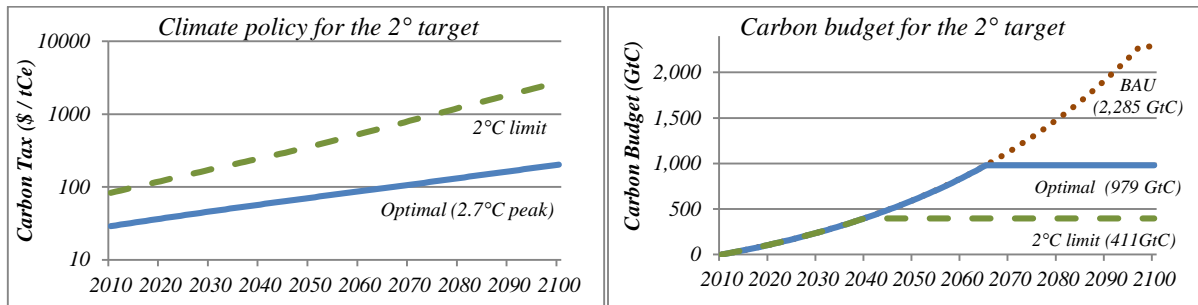 Climate policy for the 2° target
Carbon Tax ($ / tCe)
10000
1000
100
10
2°C limit
Optimal (2.7°C peak)
2010 2020 2030 2040 2050 2060 2070 2080 2090 2100
Carbon budget for the 2° target
Carbon Budget (GtC)
2,000
1,500
1,000
500
0
BAU
(2,285 GtC)
Optimal (979 GtC)
2°C limit (411GtC)
2010 2020 2030 2040 2050 2060 2070 2080 2090 2100